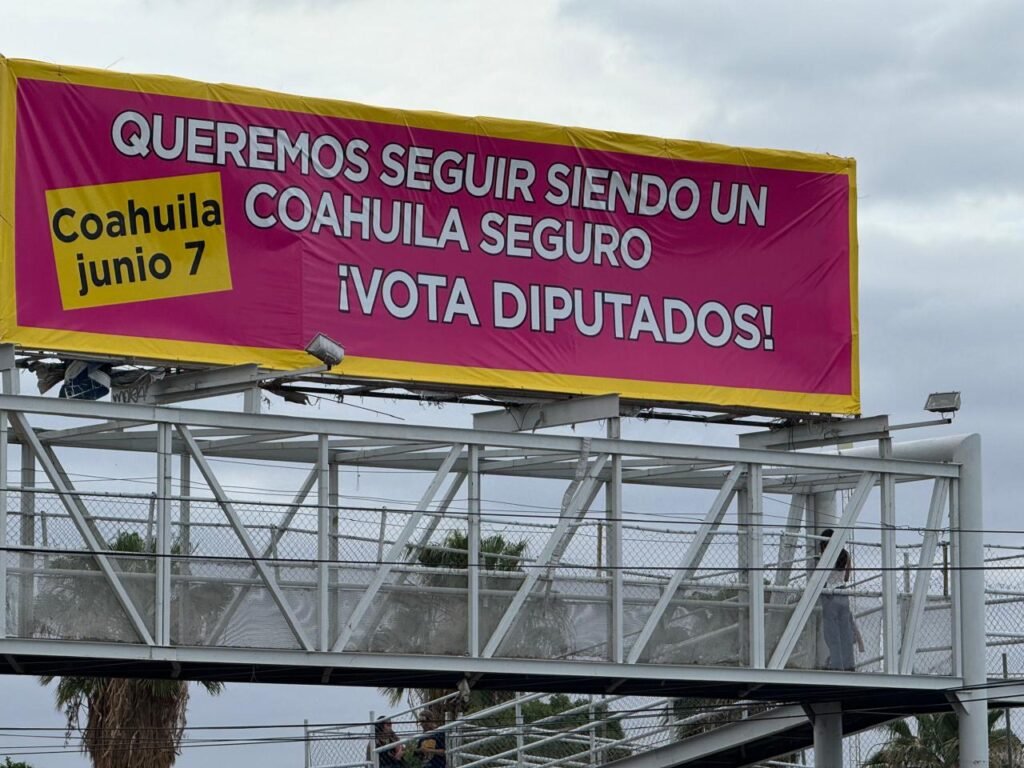 QUEREMOS SEGUIR SIENDO UN
COAHUILA SEGURO
¡VOTA DIPUTADOS!
Coahuila
junio 7